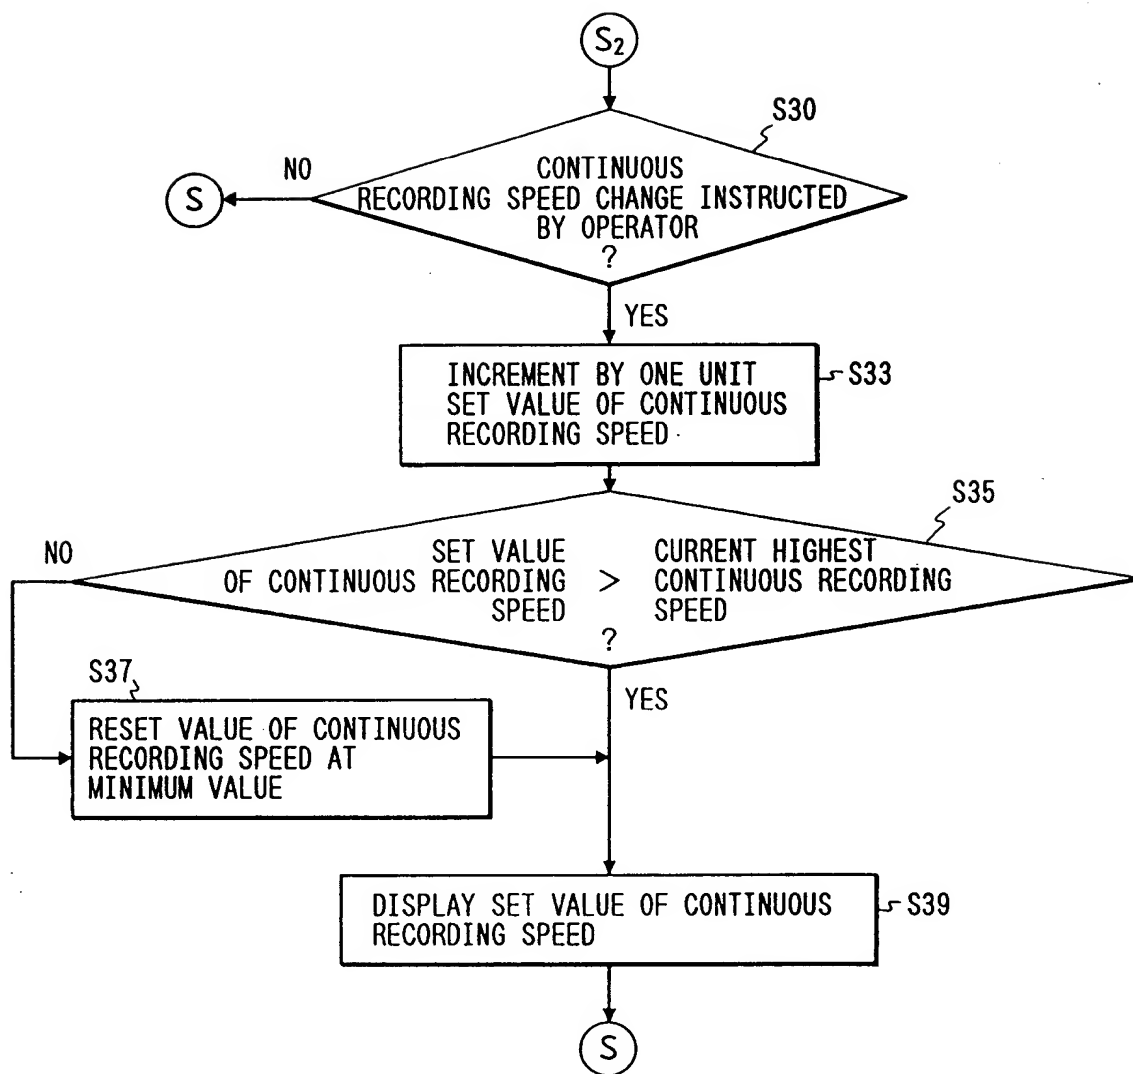 S2
S30
NO
CONTINUOUS
RECORDING SPEED CHANGE INSTRUCTED
BY OPERATOR
?
S
YES
INCREMENT BY ONE UNIT
SET VALUE OF CONTINUOUS
RECORDING SPEED
S33
S35
NO
SET VALUE
OF CONTINUOUS RECORDING
SPEED
>
CURRENT HIGHEST
CONTINUOUS RECORDING
SPEED
?
S37
YES
RESET VALUE OF CONTINUOUS
RECORDING SPEED AT
MINIMUM VALUE
DISPLAY SET VALUE OF CONTINUOUS
RECORDING SPEED
S39
S